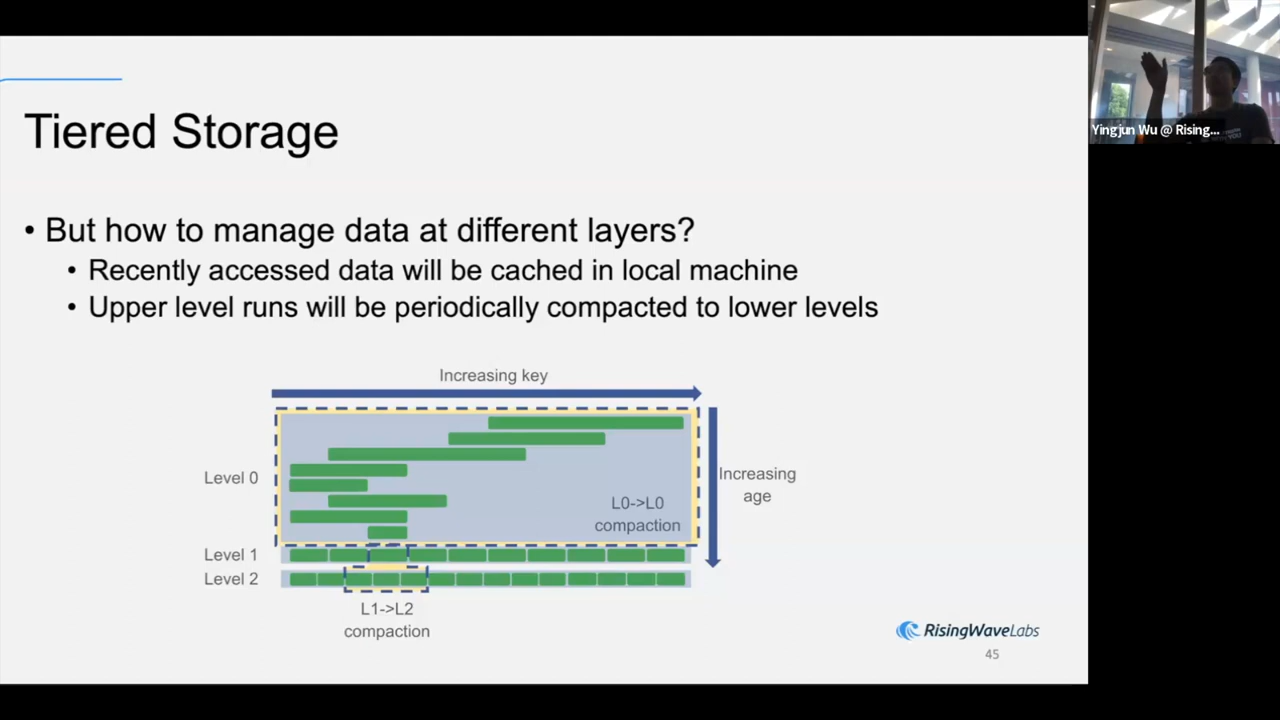 Tiered Storage
• But how to manage data at different layers?
• Recently accessed data will be cached in local machine
• Upper level runs will be periodically compacted to lower levels
Increasing key
Level 0
Increasing
age
L0->L0
compaction
Level 1
Level 2
L1->L2
compaction
RisingWaveLabs
45
Yingjun Wu @ Rising...